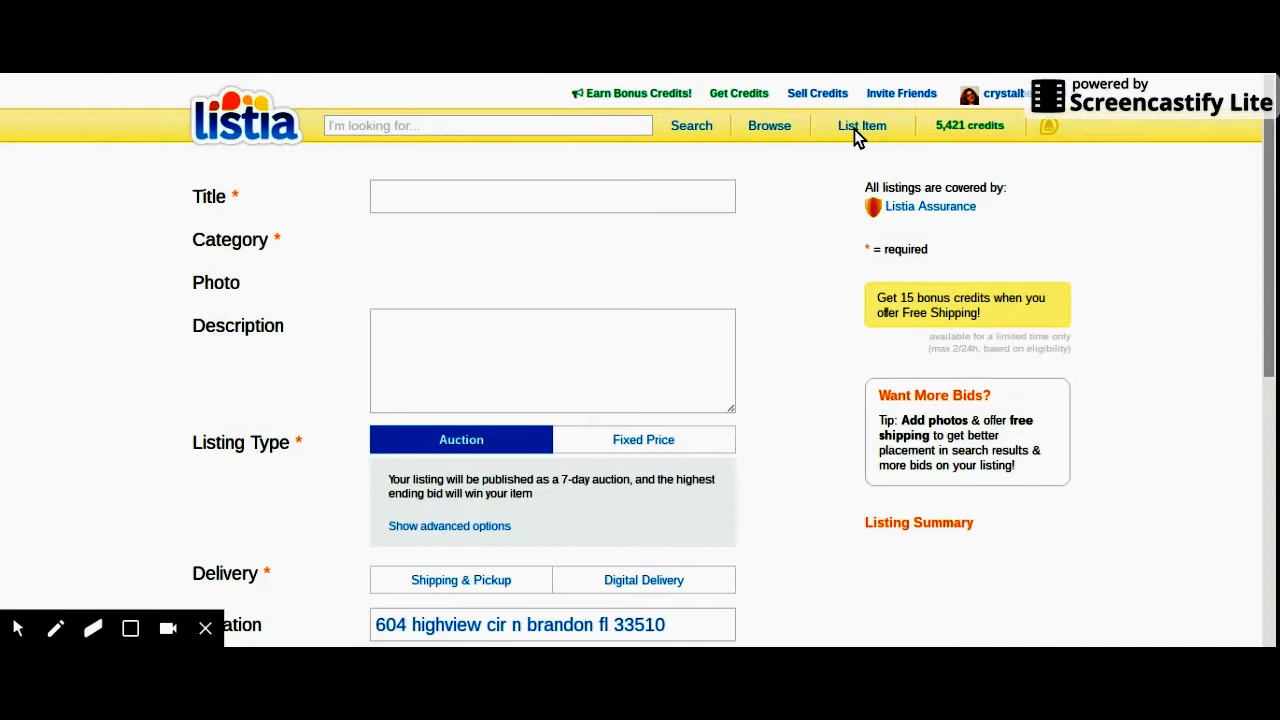 powered by
Screencastify Lite
Earn Bonus Credits! Get Credits Sell Credits Invite Friends
listia
I'm looking for... Search Browse List Item 5,421 credits
Title *
Category *
Photo
Description
Listing Type *
Auction Fixed Price
Your listing will be published as a 7-day auction, and the highest
ending bid will win your item
Show advanced options
Delivery *
Shipping & Pickup Digital Delivery
604 highview cir n brandon fl 33510
All listings are covered by:
Listia Assurance
* = required
Get 15 bonus credits when you
offer Free Shipping!
available for a limited time only
(max 2/24h. based on eligibility)
Want More Bids?
Tip: Add photos & offer free
shipping to get better
placement in search results &
more bids on your listing!
Listing Summary